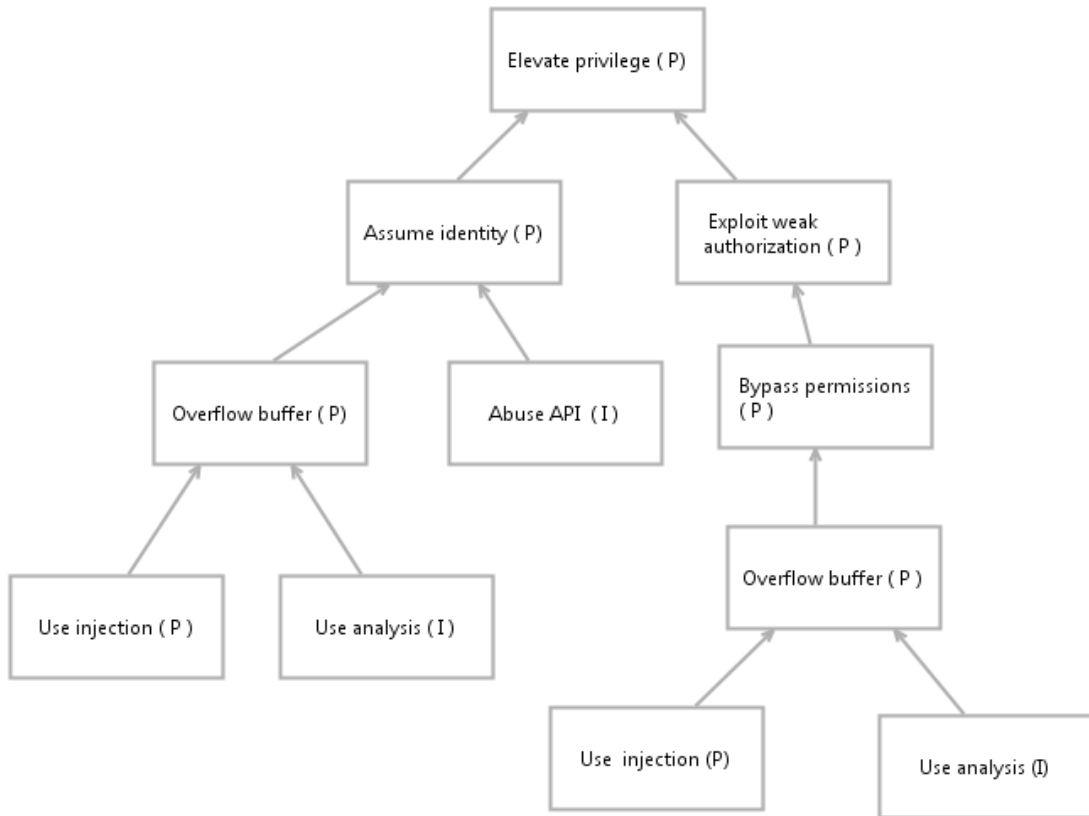 Elevate privilege ( P)
Assume identity ( P)
Exploit weak
authorization ( P )
Overflow buffer ( P)
Abuse API ( I )
Bypass permissions
( P )
Overflow buffer ( P )
Use injection ( P )
Use analysis ( I )
Use injection (P)
Use analysis (I)